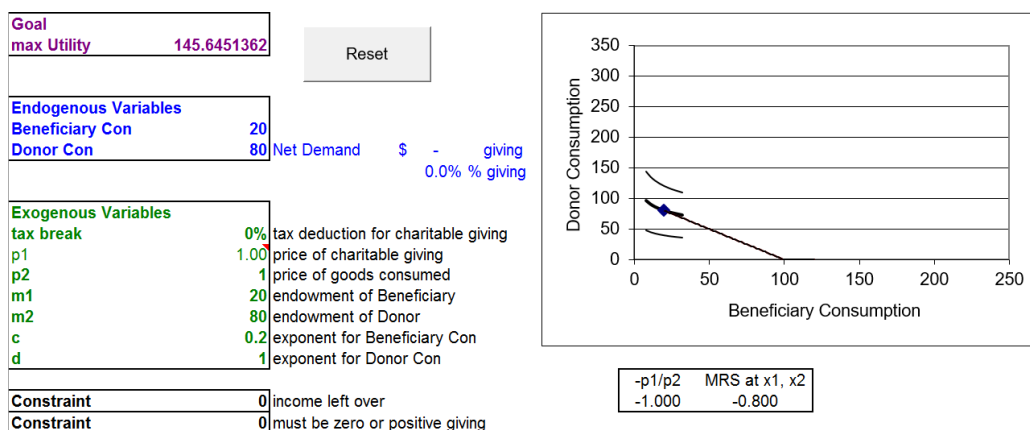 Goal
max Utility 145.6451362
Reset
Endogenous Variables
Beneficiary Con 20
Donor Con 80 Net Demand $ - giving
0.0% % giving
Exogenous Variables
tax break 0% tax deduction for charitable giving
p1 1.00 price of charitable giving
p2 1 price of goods consumed
m1 20 endowment of Beneficiary
m2 80 endowment of Donor
c 0.2 exponent for Beneficiary Con
d 1 exponent for Donor Con
Constraint 0 income left over
Constraint 0 must be zero or positive giving
Donor Consumption
350
300
250
200
150
100
50
0
0 50 100 150 200 250
Beneficiary Consumption
-p1/p2 MRS at x1, x2
-1.000 -0.800